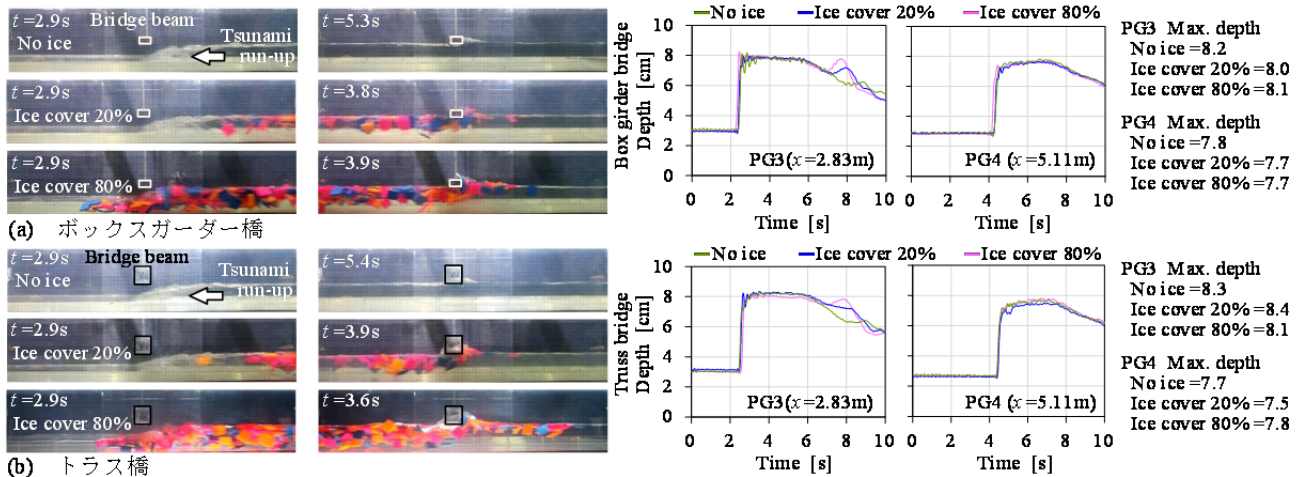 t=2.9s
No ice
Bridge beam
Tsunami
run-up
t=5.3s
t=2.9s
Ice cover 20%
t=3.8s
t=2.9s
Ice cover 80%
t=3.9s
(a) ボックスガーダー橋
No ice Ice cover 20% Ice cover 80%
Box girder bridge
Depth [cm]
10
8
6
4
2
0
PG3(x=2.83m)
PG4 (x=5.11m)
0 2 4 6 8 10
0 2 4 6 8 10
Time [s]
Time [s]
PG3 Max. depth
No ice =8.2
Ice cover 20% =8.0
Ice cover 80% =8.1
PG4 Max. depth
No ice =7.8
Ice cover 20% =7.7
Ice cover 80% =7.7
t=2.9s
No ice
Bridge beam
Tsunami
run-up
t=5.4s
t=2.9s
Ice cover 20%
t=3.9s
t=2.9s
Ice cover 80%
t=3.6s
(b) トラス橋
No ice Ice cover 20% Ice cover 80%
Truss bridge
Depth [cm]
10
8
6
4
2
0
PG3(x=2.83m)
PG4 (x=5.11m)
0 2 4 6 8 10
0 2 4 6 8 10
Time [s]
Time [s]
PG3 Max. depth
No ice =8.3
Ice cover 20% =8.4
Ice cover 80% =8.1
PG4 Max. depth
No ice =7.7
Ice cover 20% =7.5
Ice cover 80% =7.8